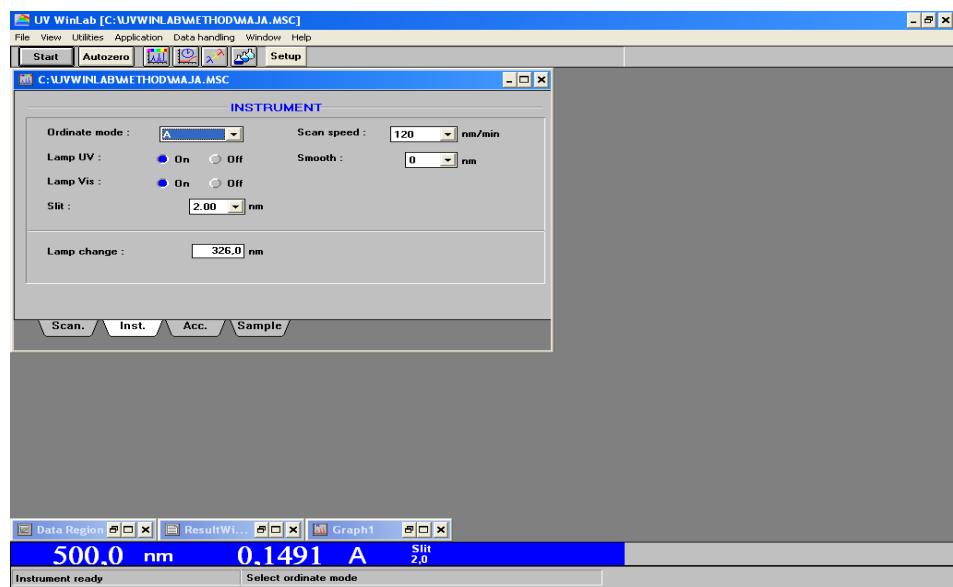 UV WinLab [C:\UVWINLAB\METHOD\MAJA.MSC]
File View Utilities Application Data handling Window Help
Start Autozero Setup
C:\UVWINLAB\METHOD\MAJA.MSC
INSTRUMENT
Ordinate mode : A Scan speed : 120 nm/min
Lamp UV : On Off Smooth : 0 nm
Lamp Vis : On Off
Slit : 2.00 nm
Lamp change : 326,0 nm
Scan. Inst. Acc. Sample
Data Region ResultWi... Graph1
500,0 nm 0,1491 A Slit
2,0
Instrument ready Select ordinate mode